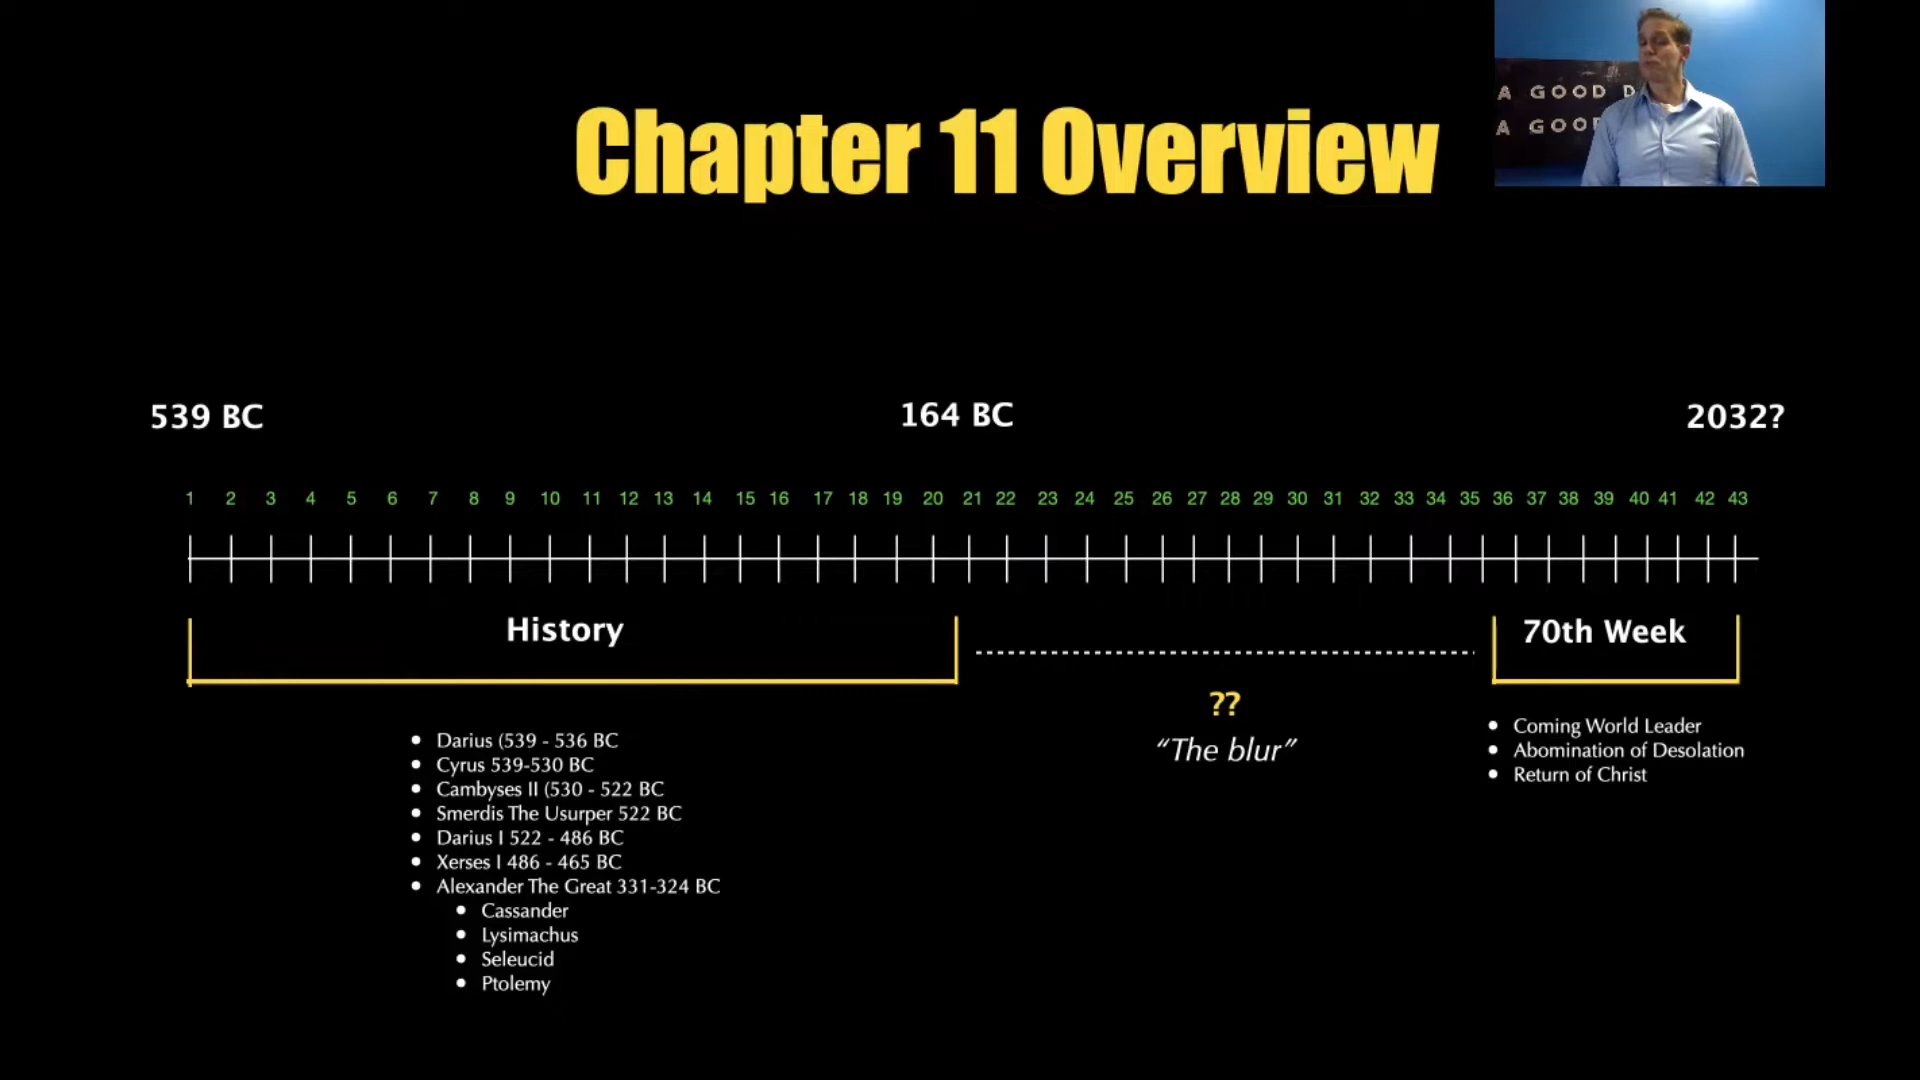 Chapter 11 Overview
A GOOD D
A GOOD
539 BC
164 BC
2032?
1 2 3 4 5 6 7 8 9 10 11 12 13 14 15 16 17 18 19 20 21 22 23 24 25 26 27 28 29 30 31 32 33 34 35 36 37 38 39 40 41 42 43
History
70th Week
??
"The blur"
• Darius (539 - 536 BC
• Cyrus 539-530 BC
• Cambyses II (530 - 522 BC
• Smerdis The Usurper 522 BC
• Darius I 522 - 486 BC
• Xerses I 486 - 465 BC
• Alexander The Great 331-324 BC
• Cassander
• Lysimachus
• Seleucid
• Ptolemy
• Coming World Leader
• Abomination of Desolation
• Return of Christ